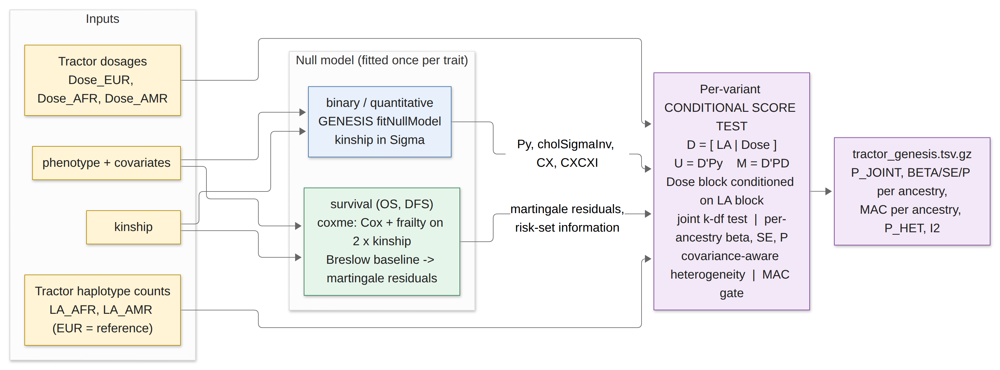 Inputs
Tractor dosages
Dose_EUR,
Dose_AFR, Dose_AMR
phenotype + covariates
kinship
Tractor haplotype counts
LA_AFR, LA_AMR
(EUR = reference)
Null model (fitted once per trait)
binary / quantitative
GENESIS fitNullModel
kinship in Sigma
survival (OS, DFS)
coxme: Cox + frailty on
2 x kinship
Breslow baseline ->
martingale residuals
Py, cholSigmaInv,
CX, CXCXI
martingale residuals,
risk-set information
Per-variant
CONDITIONAL SCORE
TEST
D = [ LA | Dose ]
U = D'Py    M = D'PD
Dose block conditioned
on LA block
joint k-df test  |  per-
ancestry beta, SE, P
covariance-aware
heterogeneity  |  MAC
gate
tractor_genesis.tsv.gz
P_JOINT, BETA/SE/P
per ancestry,
MAC per ancestry,
P_HET, I2